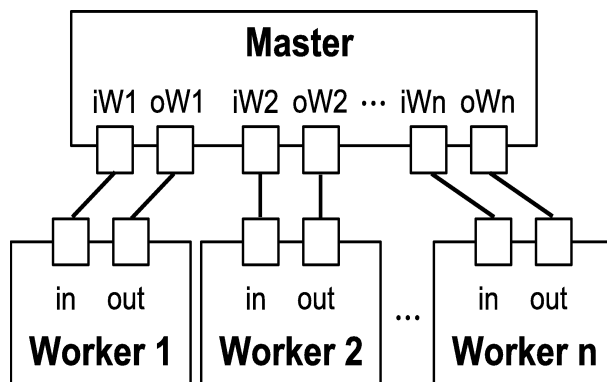 Master
iW1 oW1 iW2 oW2 ... iWn oWn
in out in out in out
...
Worker 1 Worker 2 Worker n